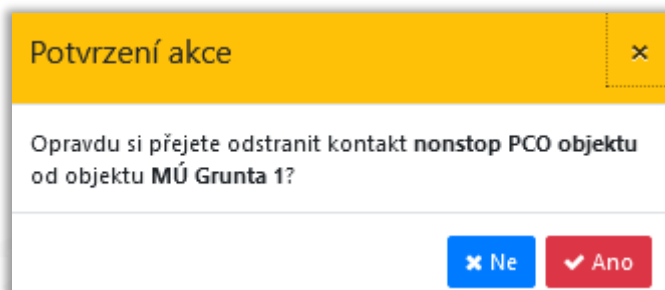 Potvrzení akce
Opravdu si přejete odstranit kontakt nonstop PCO objektu
od objektu MÚ Grunta 1?
Ne Ano